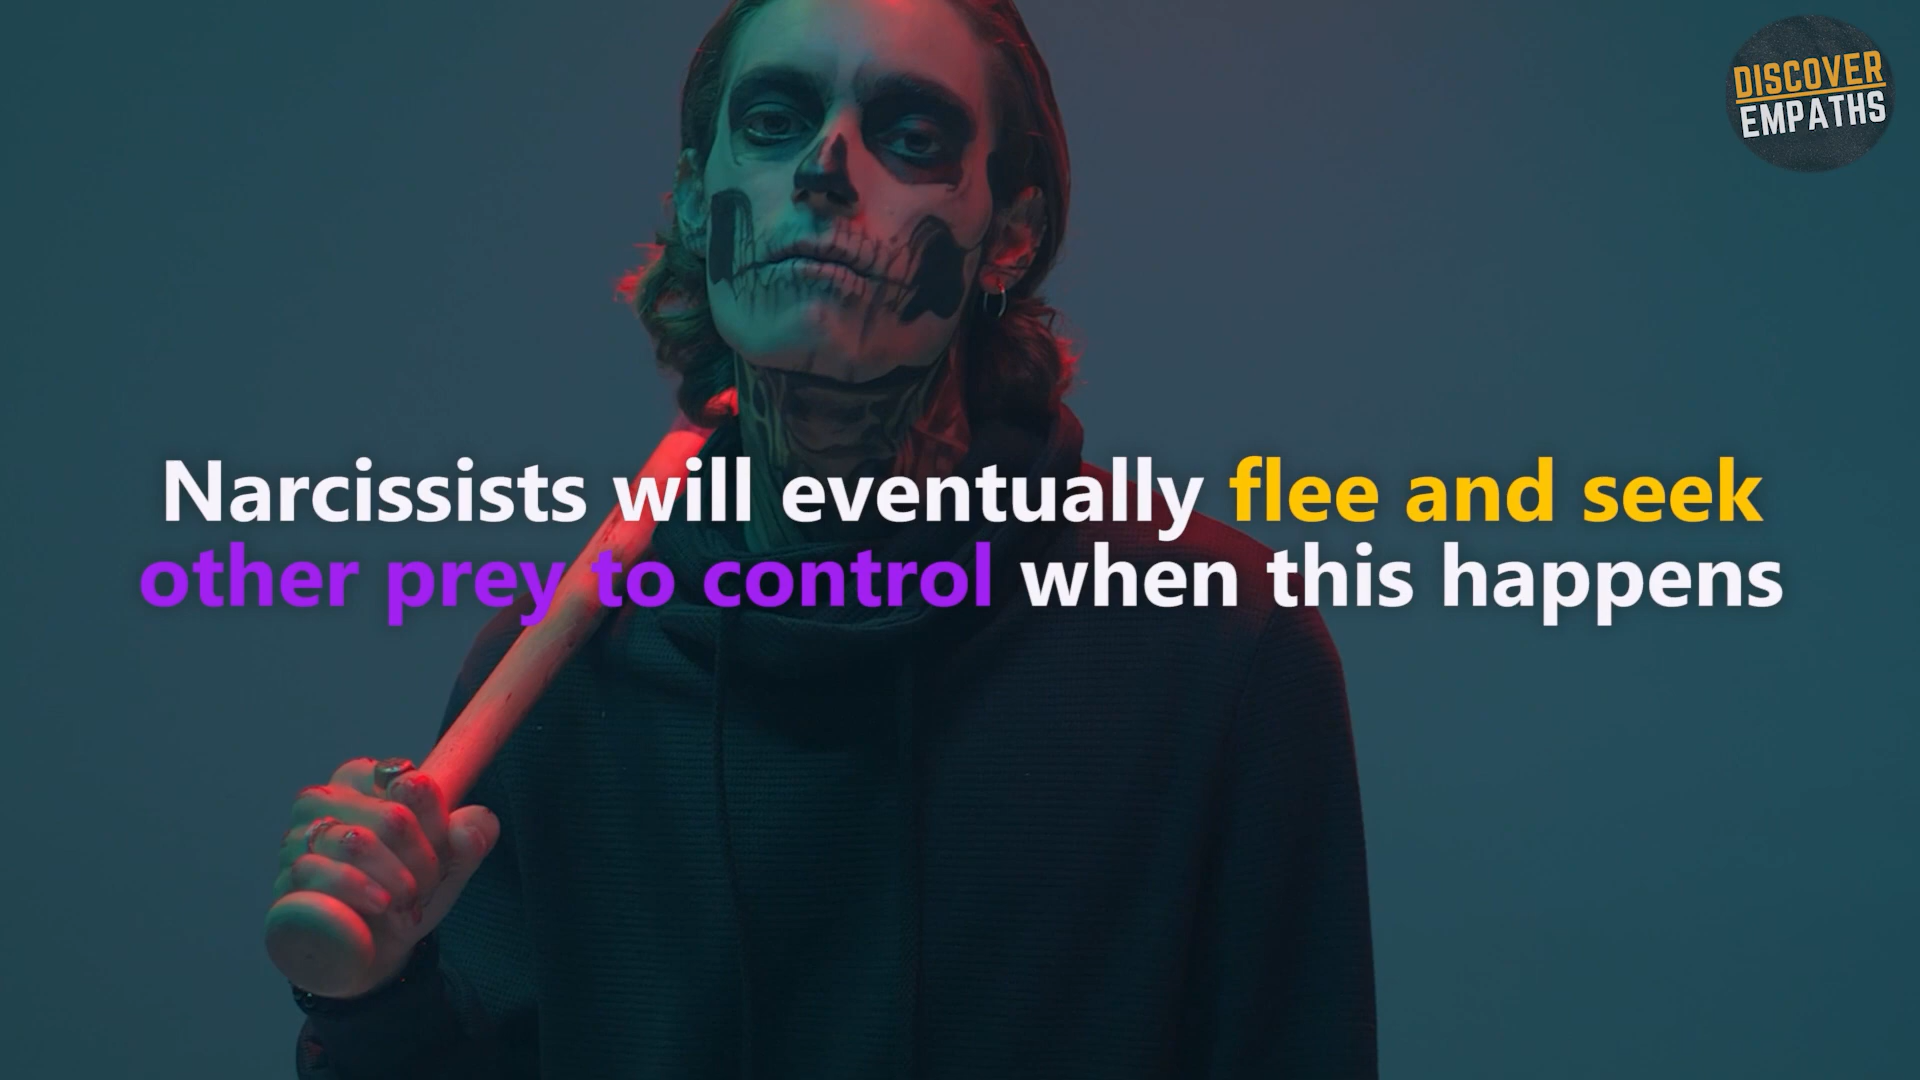 DISCOVER
EMPATHS
Narcissists will eventually flee and seek
other prey to control when this happens